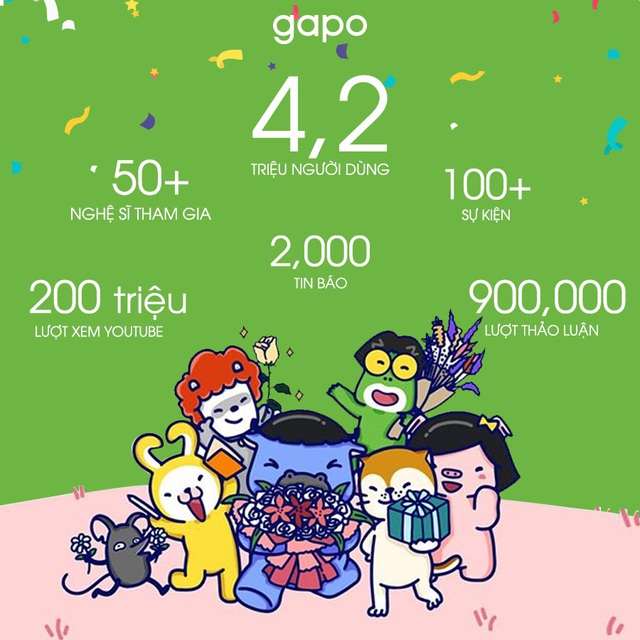 gapo
4,2
TRIỆU NGƯỜI DÙNG
50+
NGHỆ SĨ THAM GIA
100+
SỰ KIỆN
2,000
TIN BÁO
200 triệu
LƯỢT XEM YOUTUBE
900,000
LƯỢT THẢO LUẬN